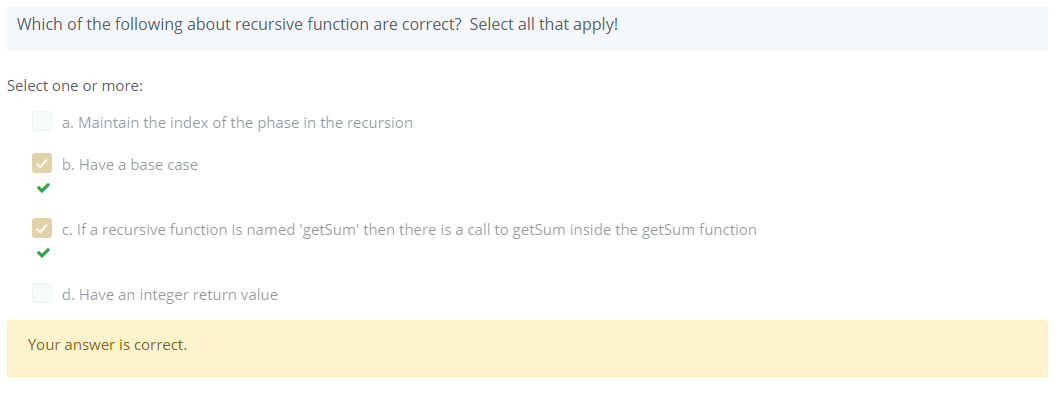 Which of the following about recursive function are correct?  Select all that apply!
Select one or more:
a. Maintain the index of the phase in the recursion
b. Have a base case
c. If a recursive function is named 'getSum' then there is a call to getSum inside the getSum function
d. Have an integer return value
Your answer is correct.